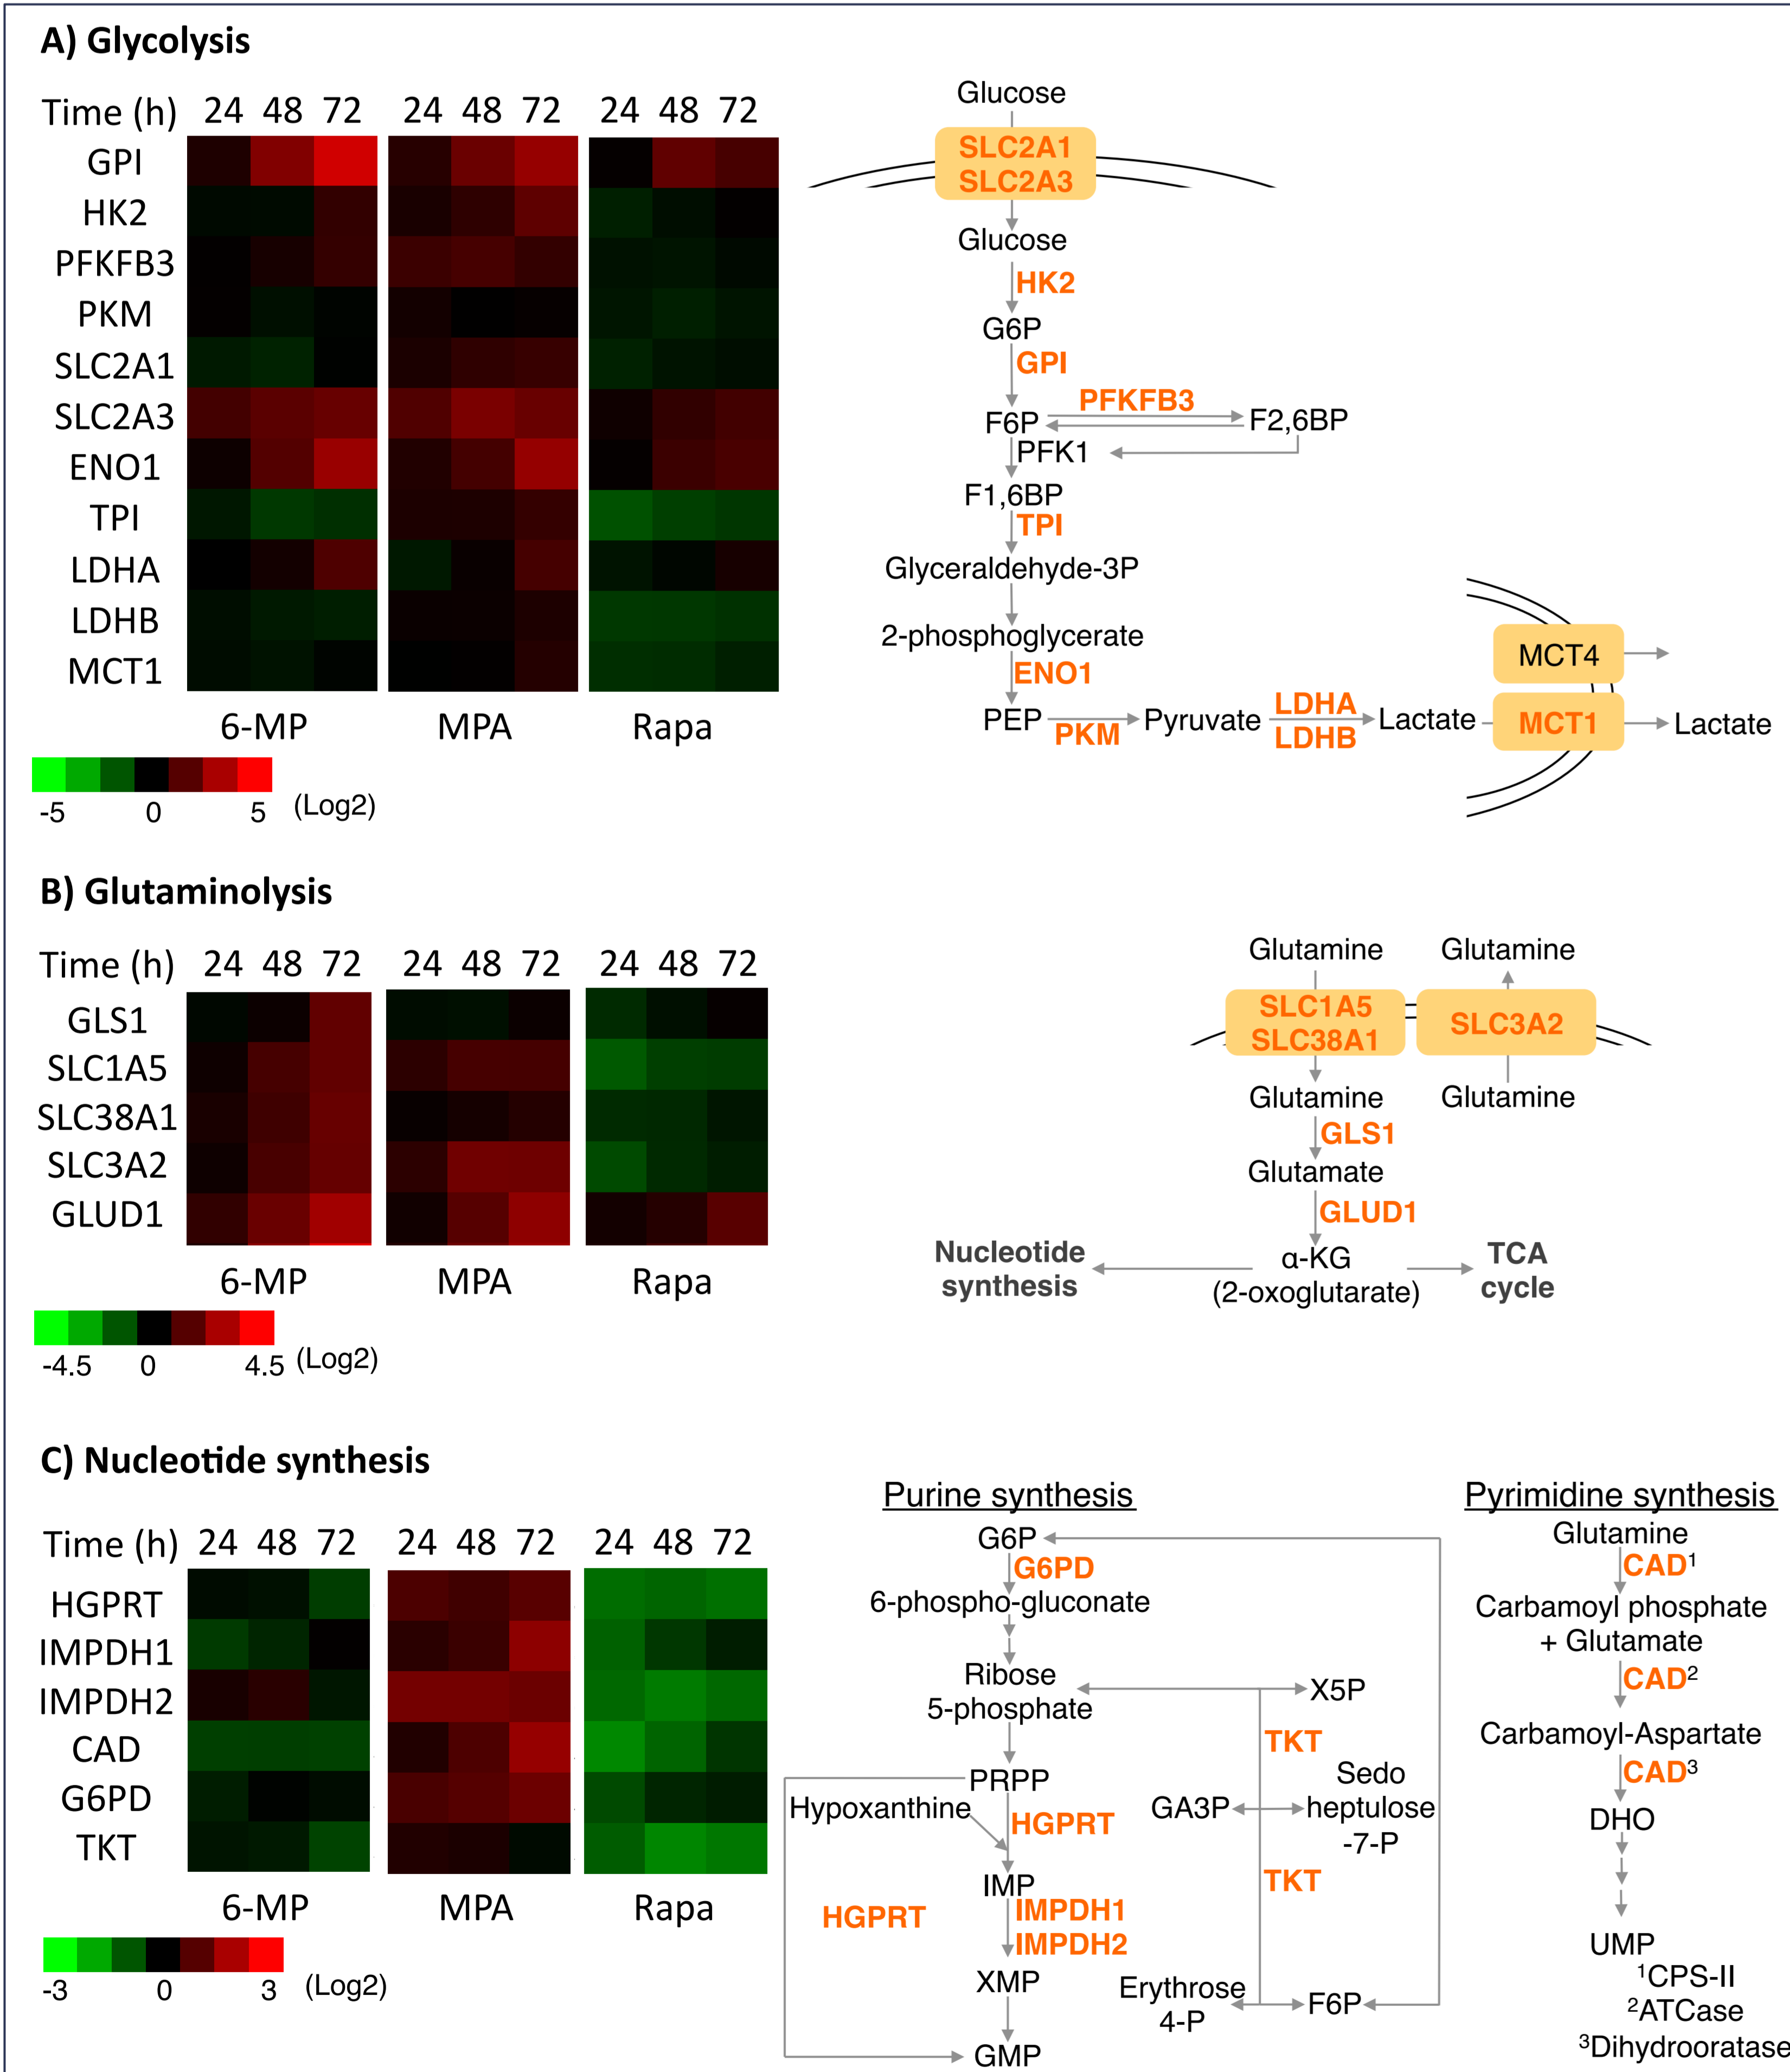 A) Glycolysis
Time (h) 24 48 72 24 48 72 24 48 72
GPI
HK2
PFKFB3
PKM
SLC2A1
SLC2A3
ENO1
TPI
LDHA
LDHB
MCT1
6-MP MPA Rapa
-5 0 5 (Log2)
Glucose
SLC2A1
SLC2A3
Glucose
HK2
G6P
GPI
PFKFB3
F6P F2,6BP
PFK1
F1,6BP
TPI
Glyceraldehyde-3P
2-phosphoglycerate
ENO1
PEP Pyruvate Lactate Lactate
PKM
LDHA
LDHB
MCT4
MCT1
B) Glutaminolysis
Time (h) 24 48 72 24 48 72 24 48 72
GLS1
SLC1A5
SLC38A1
SLC3A2
GLUD1
6-MP MPA Rapa
-4.5 0 4.5 (Log2)
Glutamine Glutamine
SLC1A5
SLC38A1
SLC3A2
Glutamine Glutamine
GLS1
Glutamate
GLUD1
Nucleotide
synthesis
α-KG
(2-oxoglutarate)
TCA
cycle
C) Nucleotide synthesis
Time (h) 24 48 72 24 48 72 24 48 72
HGPRT
IMPDH1
IMPDH2
CAD
G6PD
TKT
6-MP MPA Rapa
-3 0 3 (Log2)
Purine synthesis
G6P
G6PD
6-phospho-gluconate
Ribose
5-phosphate
X5P
TKT
PRPP
Hypoxanthine
HGPRT
GA3P
Sedo
heptulose
-7-P
TKT
IMP
HGPRT
IMPDH1
IMPDH2
XMP
Erythrose
4-P
F6P
GMP
Pyrimidine synthesis
Glutamine
CAD¹
Carbamoyl phosphate
+ Glutamate
CAD²
Carbamoyl-Aspartate
CAD³
DHO
UMP
¹CPS-II
²ATCase
³Dihydrooratase